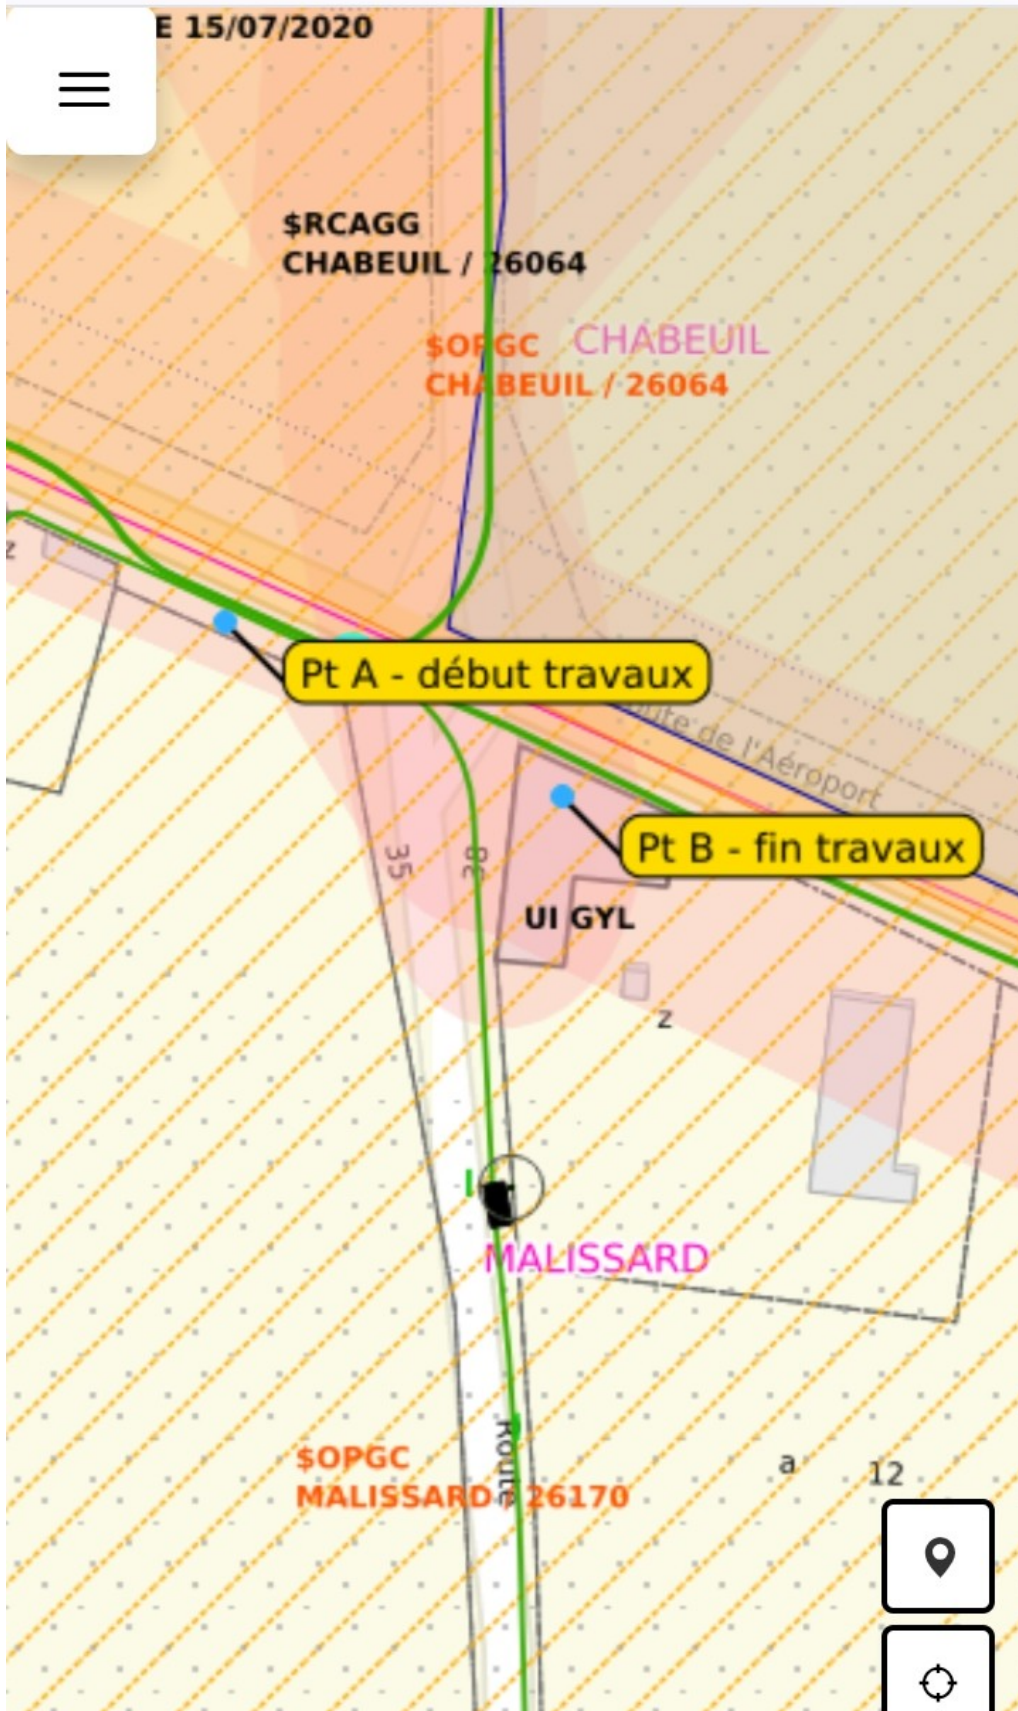 E 15/07/2020
$RCAGG
CHABEUIL / 26064
$OPGC
CHABEUIL / 26064
CHABEUIL
z
Pt A - début travaux
Route de l'Aéroport
Pt B - fin travaux
35
UI GYL
z
MALISSARD
Route
$OPGC
MALISSARD / 26170
a
12